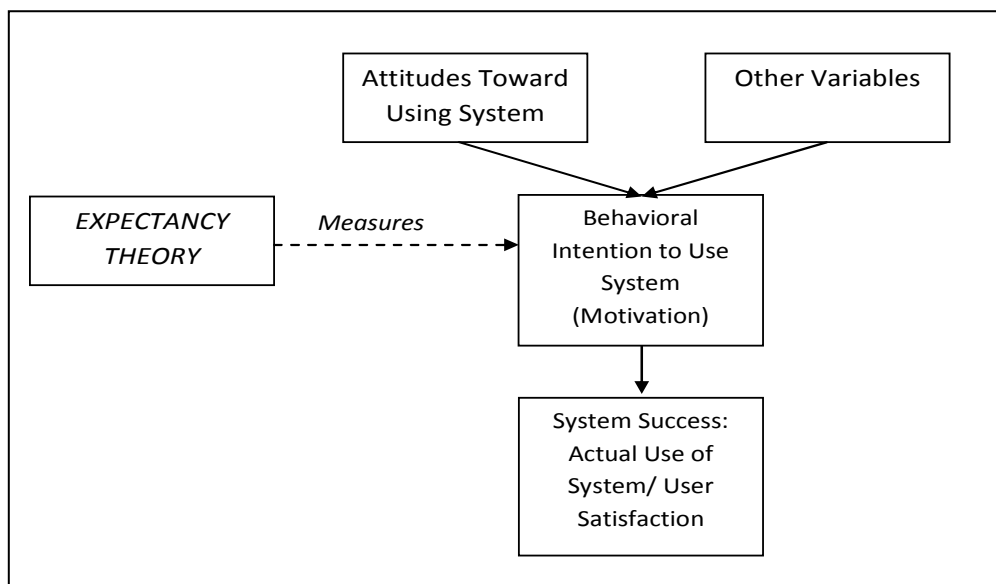 Attitudes Toward
Using System
Other Variables
EXPECTANCY
THEORY
Measures
Behavioral
Intention to Use
System
(Motivation)
System Success:
Actual Use of
System/ User
Satisfaction